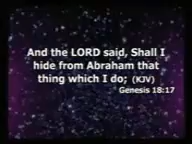 And the LORD said, Shall I
hide from Abraham that
thing which I do; (KJV)
Genesis 18:17